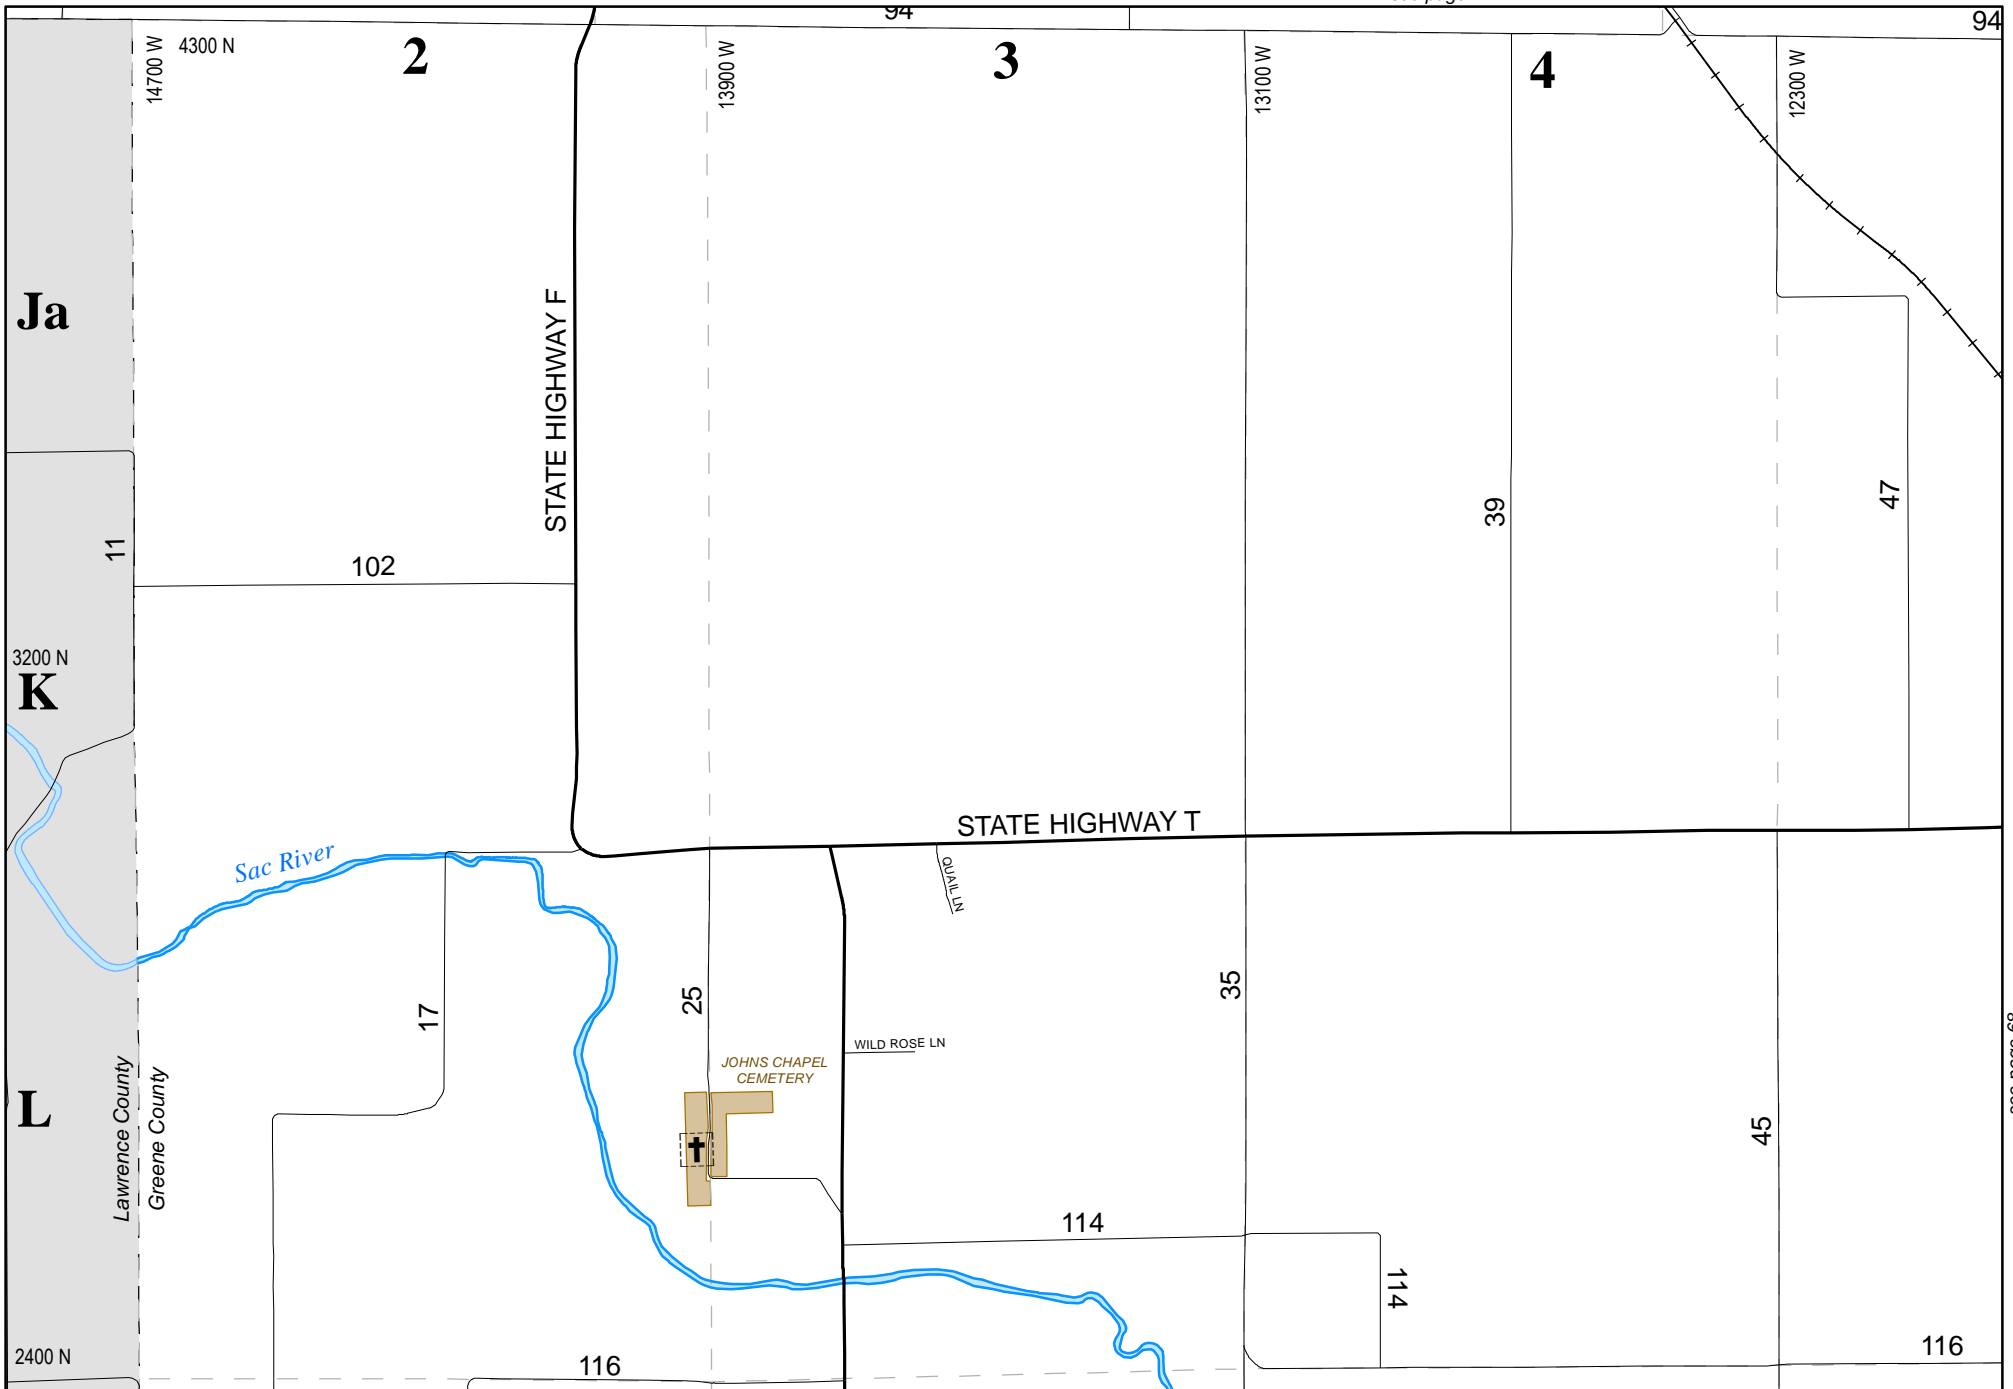 94
94
14700 W
4300 N
2
13900 W
3
13100 W
4
12300 W
Ja
STATE HIGHWAY F
39
47
11
102
3200 N
K
STATE HIGHWAY T
Sac River
QUAIL LN
17
25
35
WILD ROSE LN
JOHNS CHAPEL
CEMETERY
L
Lawrence County
Greene County
45
114
114
2400 N
116
116